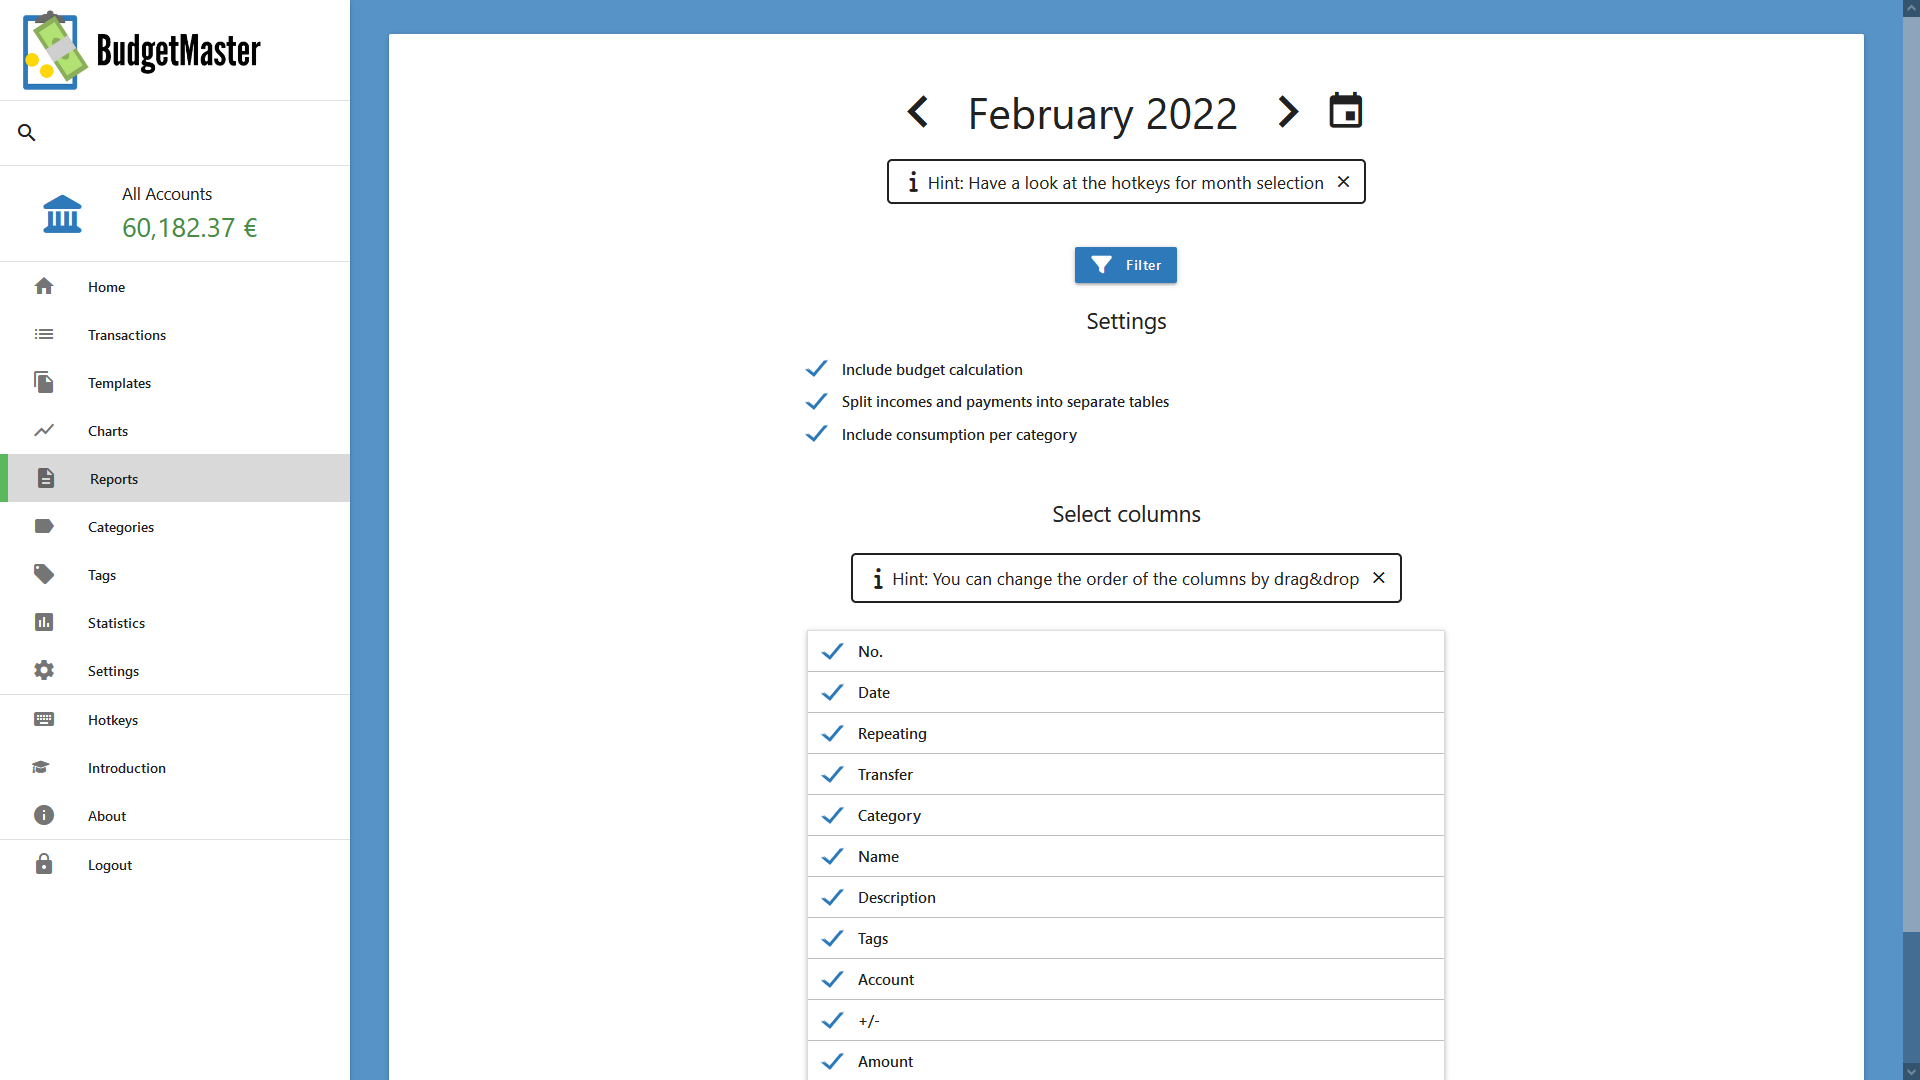 BudgetMaster
All Accounts
60,182.37 €
Home
Transactions
Templates
Charts
Reports
Categories
Tags
Statistics
Settings
Hotkeys
Introduction
About
Logout
February 2022
Hint: Have a look at the hotkeys for month selection
Filter
Settings
Include budget calculation
Split incomes and payments into separate tables
Include consumption per category
Select columns
Hint: You can change the order of the columns by drag&drop
No.
Date
Repeating
Transfer
Category
Name
Description
Tags
Account
+/-
Amount